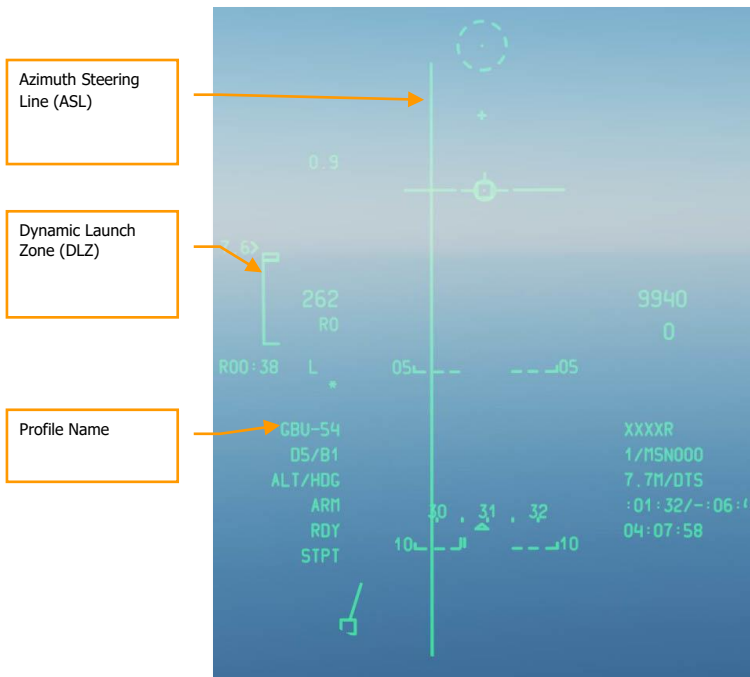 Azimuth Steering
Line (ASL)
0.9
Dynamic Launch
Zone (DLZ)
7.6>
262
9940
R0
0
R00:38 L
05 05
*
Profile Name
GBU-54
XXXXR
D5/B1
1/MSN000
ALT/HDG
7.7M/DTS
ARM
30 . 31 . 32
:01:32/-:06:
RDY
04:07:58
10 10
STPT